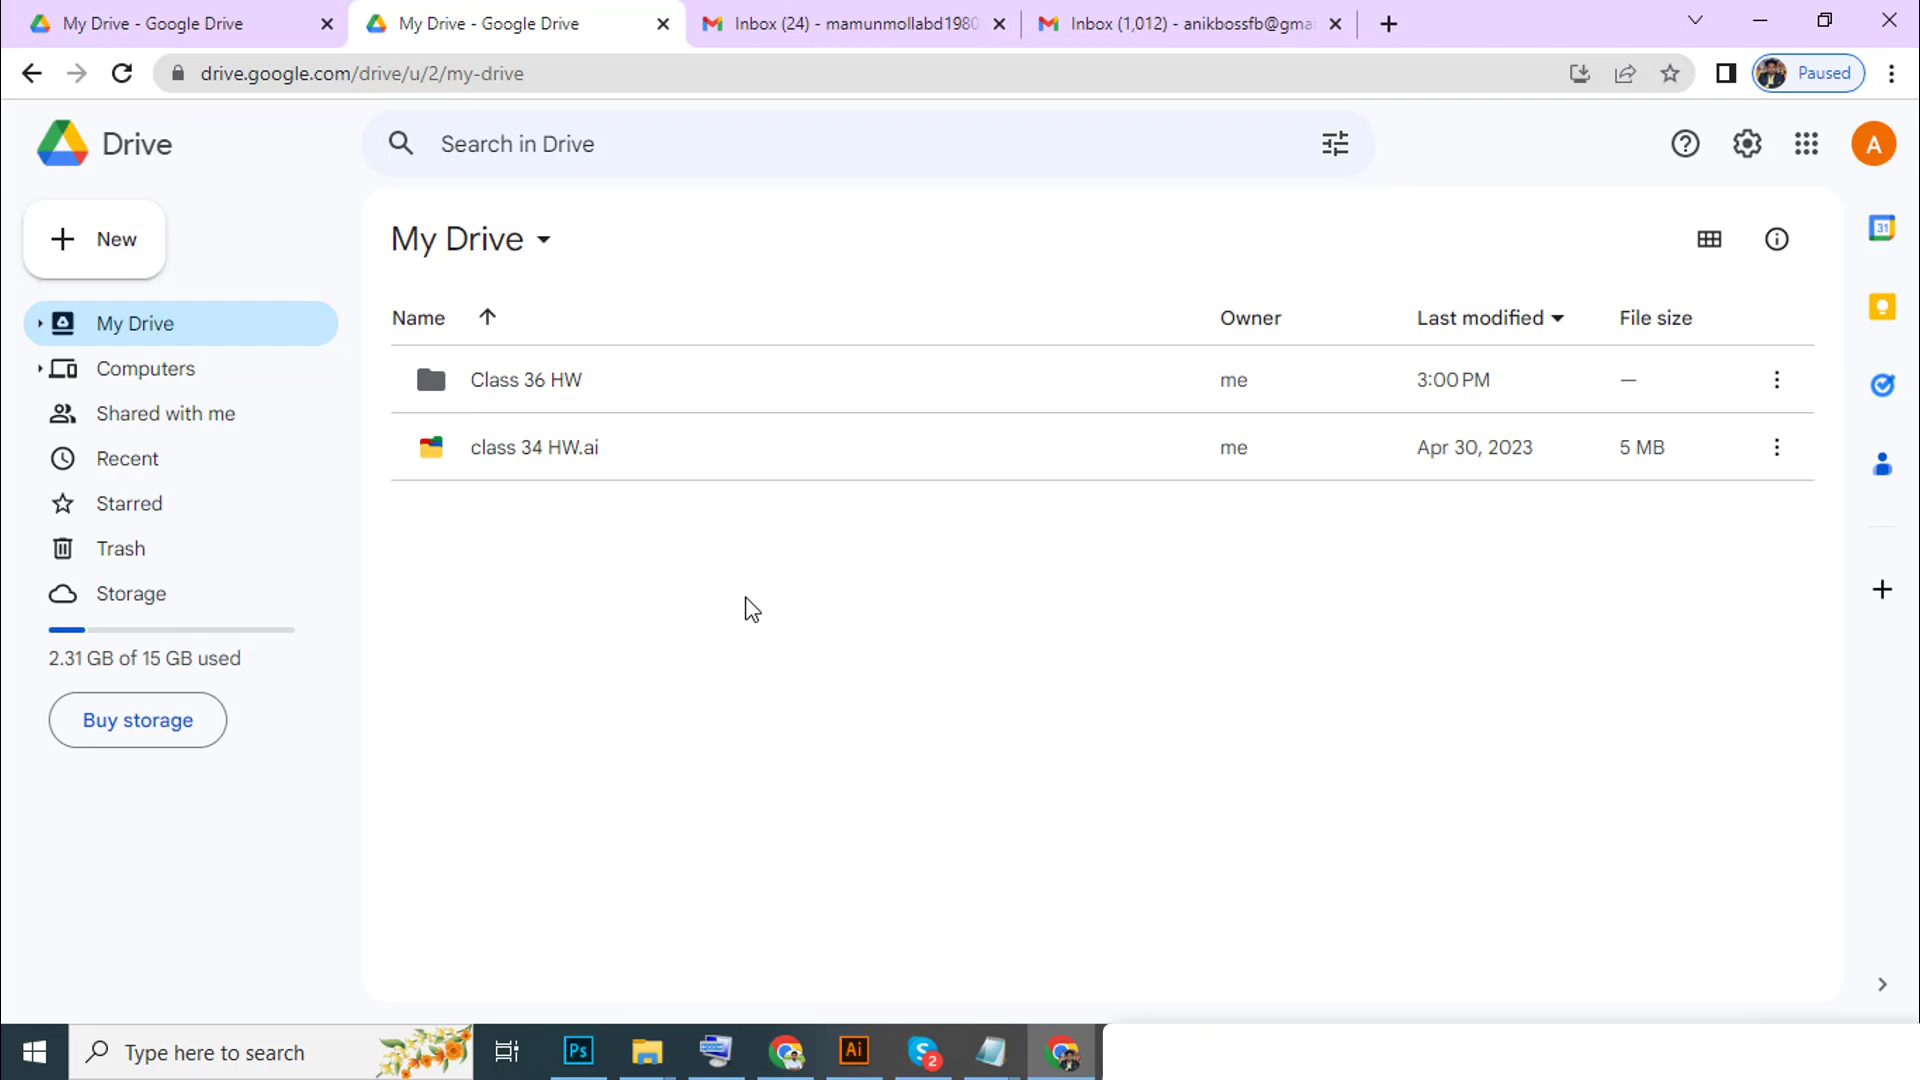 My Drive - Google Drive
My Drive - Google Drive
Inbox (24) - mamunmollabd1980
Inbox (1,012) - anikbossfb@gmai
drive.google.com/drive/u/2/my-drive
Paused
Drive
Search in Drive
A
New
My Drive
31
Name
Owner
Last modified
File size
My Drive
Computers
Class 36 HW
me
3:00 PM
—
Shared with me
class 34 HW.ai
me
Apr 30, 2023
5 MB
Recent
Starred
Trash
Storage
2.31 GB of 15 GB used
Buy storage
Type here to search
Ps
Ai
2